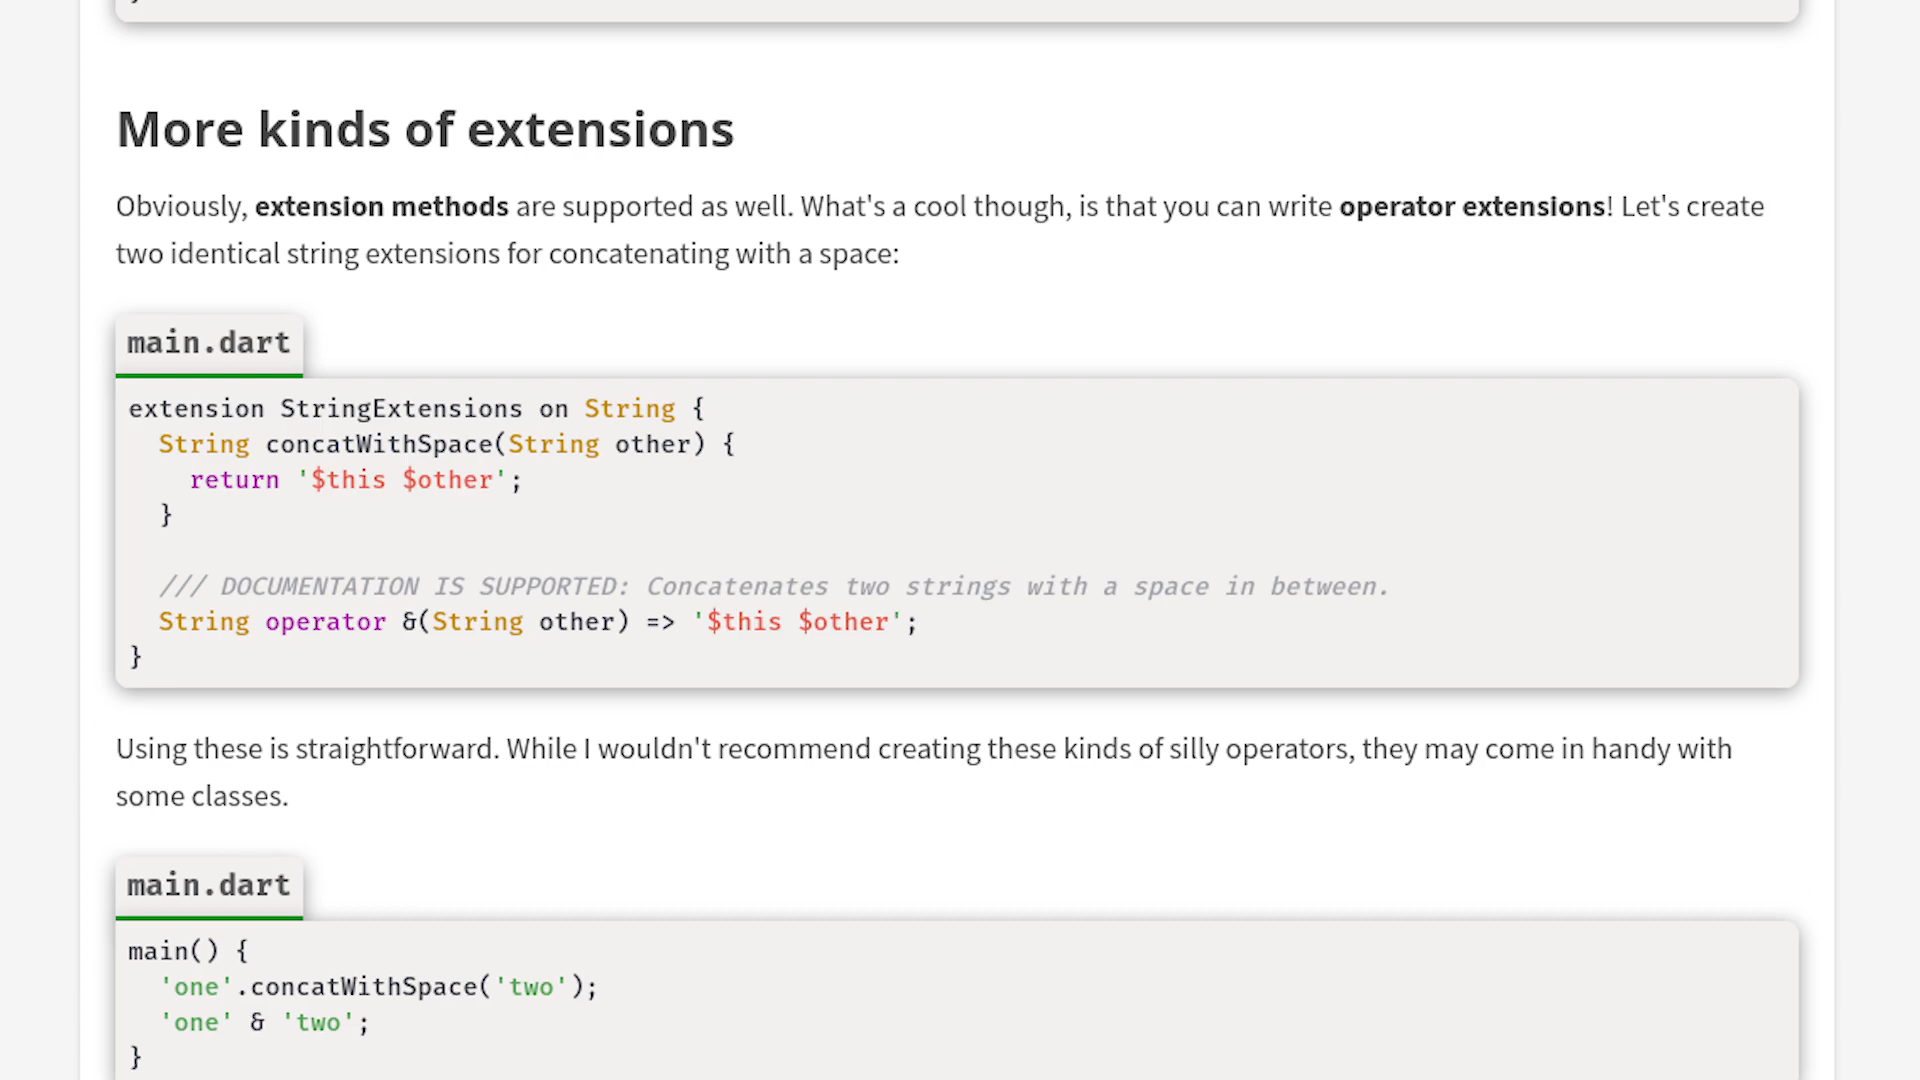 }
More kinds of extensions
Obviously, extension methods are supported as well. What's a cool though, is that you can write operator extensions! Let's create
two identical string extensions for concatenating with a space:
main.dart
extension StringExtensions on String {
  String concatWithSpace(String other) {
    return '$this $other';
  }

  /// DOCUMENTATION IS SUPPORTED: Concatenates two strings with a space in between.
  String operator &(String other) => '$this $other';
}
Using these is straightforward. While I wouldn't recommend creating these kinds of silly operators, they may come in handy with
some classes.
main.dart
main() {
  'one'.concatWithSpace('two');
  'one' & 'two';
}